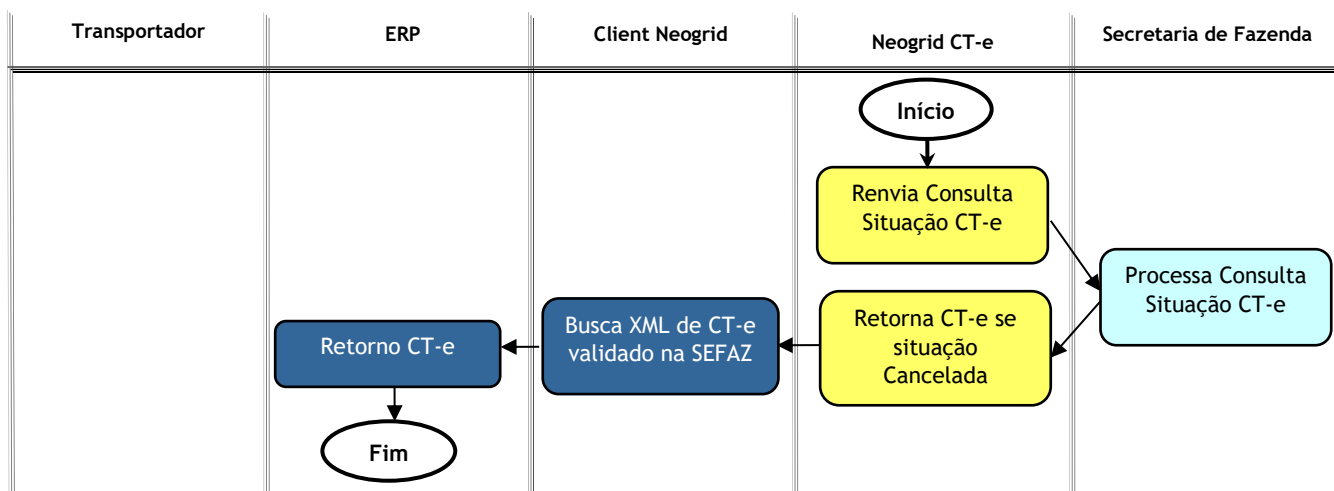 Transportador
ERP
Client Neogrid
Neogrid CT-e
Secretaria de Fazenda
Início
Renvia Consulta
Situação CT-e
Processa Consulta
Situação CT-e
Retorna CT-e se
situação
Cancelada
Busca XML de CT-e
validado na SEFAZ
Retorno CT-e
Fim